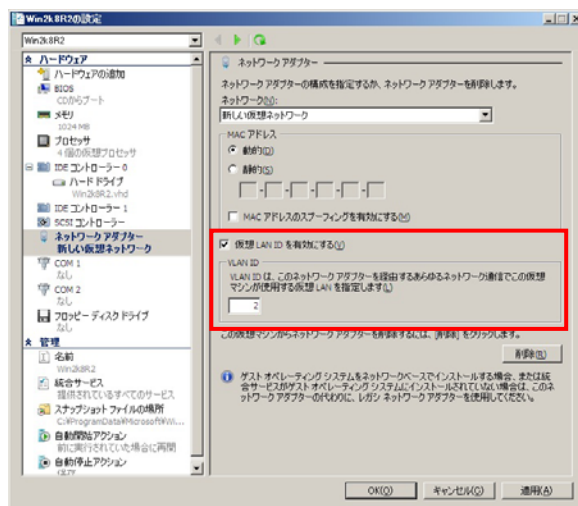 Win2k8R2の設定
Win2k8R2
ハードウェア
ハードウェアの追加
BIOS
CDからブート
メモリ
1024 MB
プロセッサ
4 個の仮想プロセッサ
IDE コントローラー 0
ハード ドライブ
Win2k8R2.vhd
IDE コントローラー 1
SCSI コントローラー
ネットワーク アダプター
新しい仮想ネットワーク
COM 1
なし
COM 2
なし
フロッピー ディスク ドライブ
なし
管理
名前
Win2k8R2
統合サービス
提供されているすべてのサービス
スナップショット ファイルの場所
C:¥ProgramData¥Microsoft¥Wi...
自動開始アクション
前に実行されていた場合に再開
自動停止アクション
保存
ネットワーク アダプター
ネットワーク アダプターの構成を指定するか、ネットワーク アダプターを削除します。
ネットワーク(N):
新しい仮想ネットワーク
MAC アドレス
動的(D)
静的(S)
- - - - -
MAC アドレスのスプーフィングを有効にする(M)
仮想 LAN ID を有効にする(V)
VLAN ID
VLAN ID は、このネットワーク アダプターを経由するあらゆるネットワーク通信でこの仮想
マシンが使用する仮想 LAN を指定します(L)
2
この仮想マシンからネットワーク アダプターを削除するには、[削除] をクリックします。
削除(R)
ゲスト オペレーティング システムをネットワークベースでインストールする場合、または統
合サービスがゲスト オペレーティング システムにインストールされていない場合は、このネ
ットワーク アダプターの代わりに、レガシ ネットワーク アダプターを使用してください。
OK(O)
キャンセル(C)
適用(A)